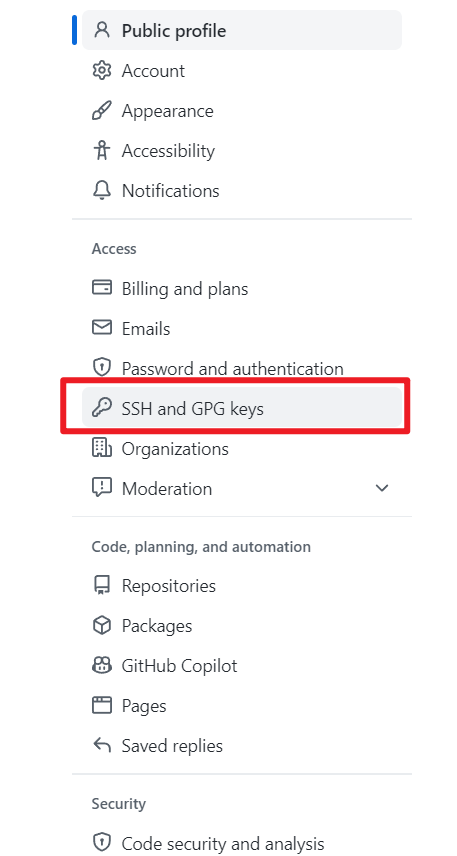 Public profile
Account
Appearance
Accessibility
Notifications
Access
Billing and plans
Emails
Password and authentication
SSH and GPG keys
Organizations
Moderation
Code, planning, and automation
Repositories
Packages
GitHub Copilot
Pages
Saved replies
Security
Code security and analysis